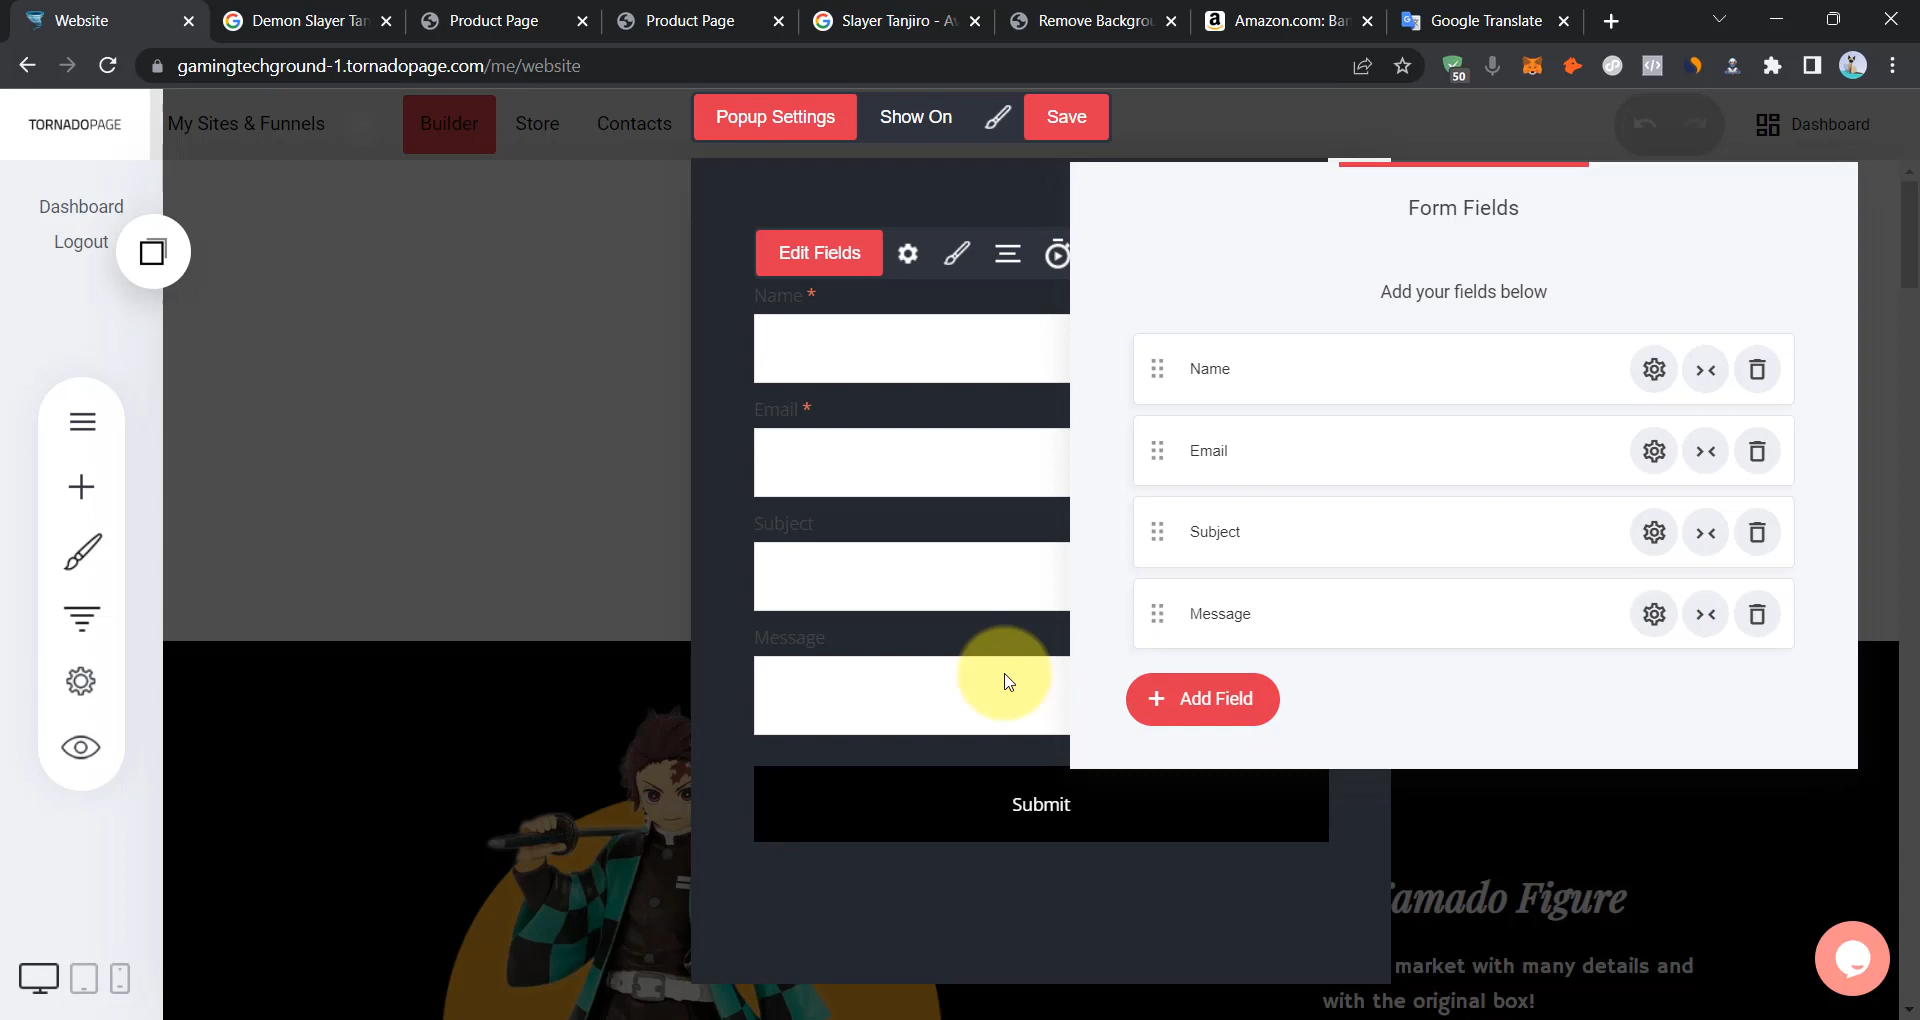 Website
Demon Slayer Tan
Product Page
Product Page
Slayer Tanjiro - A
Remove Backgrou
Amazon.com: Ban
Google Translate
gamingtechground-1.tornadopage.com/me/website
50
TORNADOPAGE
My Sites & Funnels
Builder
Store
Contacts
Popup Settings
Show On
Save
Dashboard
Dashboard
Logout
Edit Fields
Name *
Email *
Subject
Message
Submit
Form Fields
Add your fields below
Name
Email
Subject
Message
+ Add Field
amado Figure
market with many details and
with the original box!